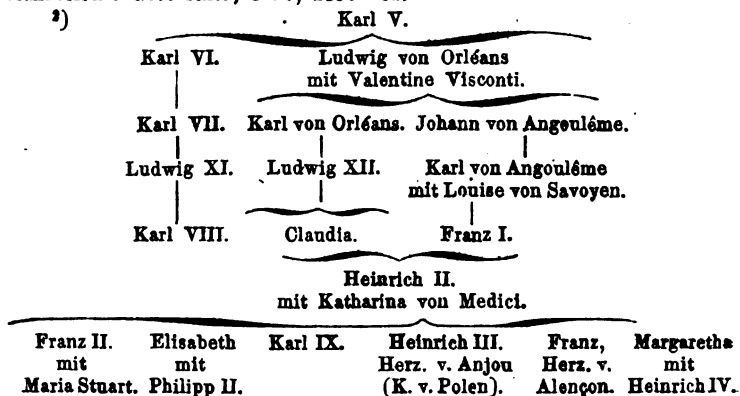 ²) Karl V.
Karl VI. Ludwig von Orléans
mit Valentine Visconti.
Karl VII. Karl von Orléans. Johann von Angoulême.
Ludwig XI. Ludwig XII. Karl von Angoulême
mit Louise von Savoyen.
Karl VIII. Claudia. Franz I.
Heinrich II.
mit Katharina von Medici.
Franz II. Elisabeth Karl IX. Heinrich III. Franz, Margaretha
mit mit Herz. v. Anjou Herz. v. mit
Maria Stuart. Philipp II. (K. v. Polen). Alençon. Heinrich IV.